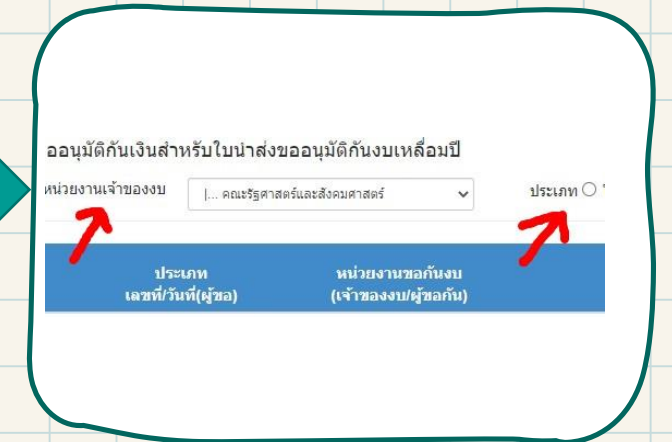 ออนุมัติกันเงินสำหรับใบนำส่งขออนุมัติกันงบเหลื่อมปี
หน่วยงานเจ้าของงบ |... คณะรัฐศาสตร์และสังคมศาสตร์ ประเภท
ประเภท หน่วยงานขอกันงบ
เลขที่/วันที่(ผู้ขอ) (เจ้าของงบ/ผู้ขอกัน)